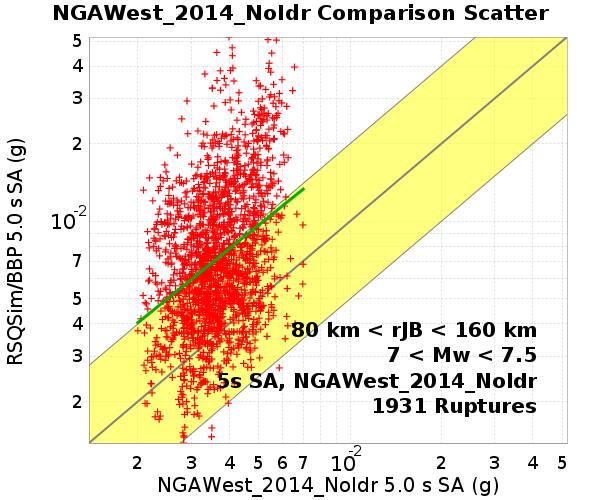 NGAWest_2014_NoIdr Comparison Scatter
5
4
3
2
10-2
7
5
4
3
2
RSQSim/BBP 5.0 s SA (g)
80 km < rJB < 160 km
7 < Mw < 7.5
5s SA, NGAWest_2014_NoIdr
1931 Ruptures
2 3 4 5 6 7 10-2 2 3 4 5
NGAWest_2014_NoIdr 5.0 s SA (g)